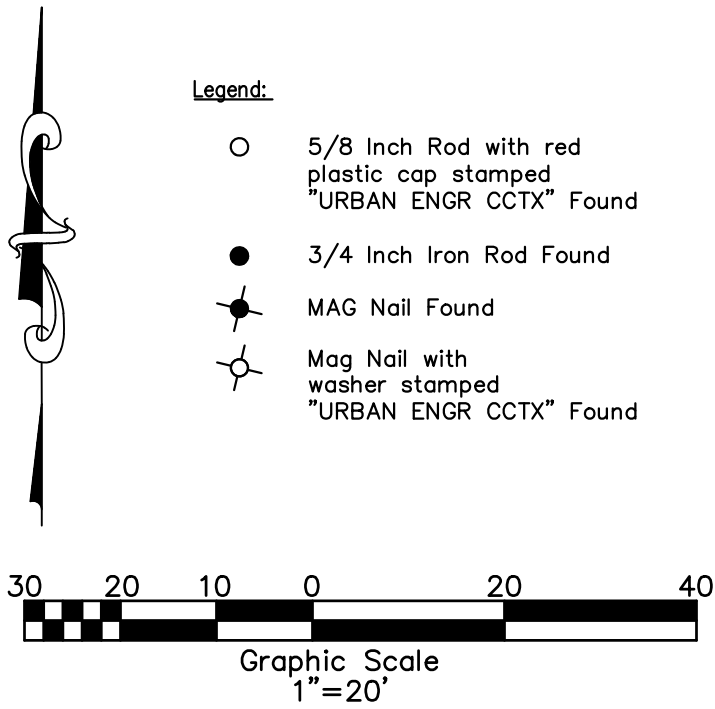 Legend:
5/8 Inch Rod with red
plastic cap stamped
"URBAN ENGR CCTX" Found
3/4 Inch Iron Rod Found
MAG Nail Found
Mag Nail with
washer stamped
"URBAN ENGR CCTX" Found
30 20 10 0 20 40
Graphic Scale
1"=20'